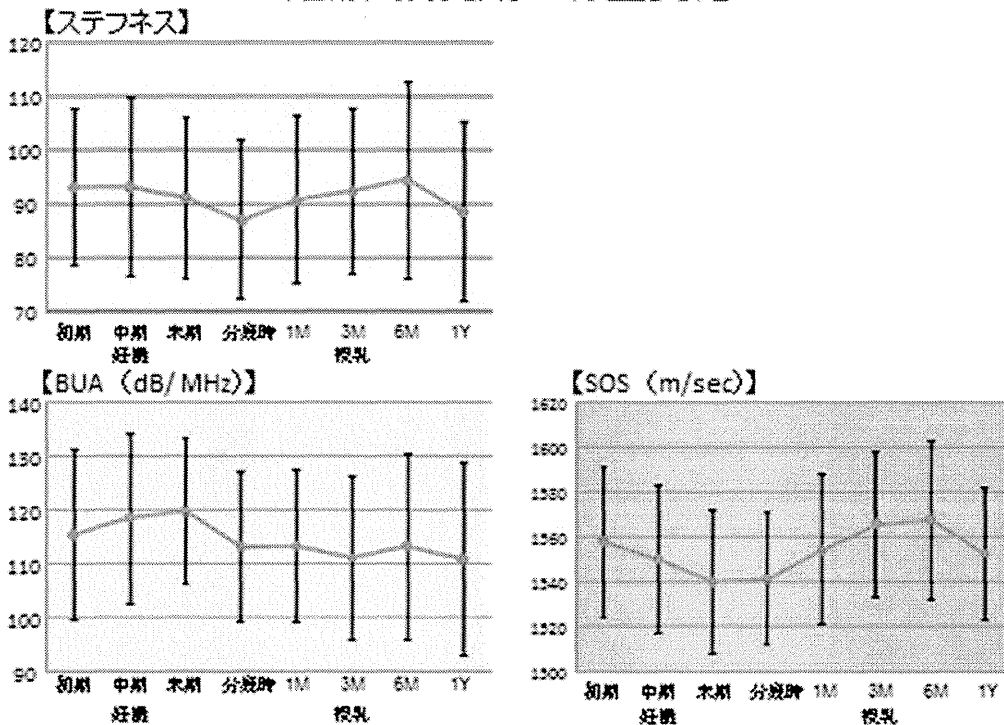 【ステフネス】
120
110
100
90
80
70
初期 中期 末期 分娩時 1M 3M 6M 1Y
妊娠 授乳
【BUA (dB/MHz)】
140
130
120
110
100
90
初期 中期 末期 分娩時 1M 3M 6M 1Y
妊娠 授乳
【SOS (m/sec)】
1620
1600
1580
1560
1540
1520
1500
初期 中期 末期 分娩時 1M 3M 6M 1Y
妊娠 授乳